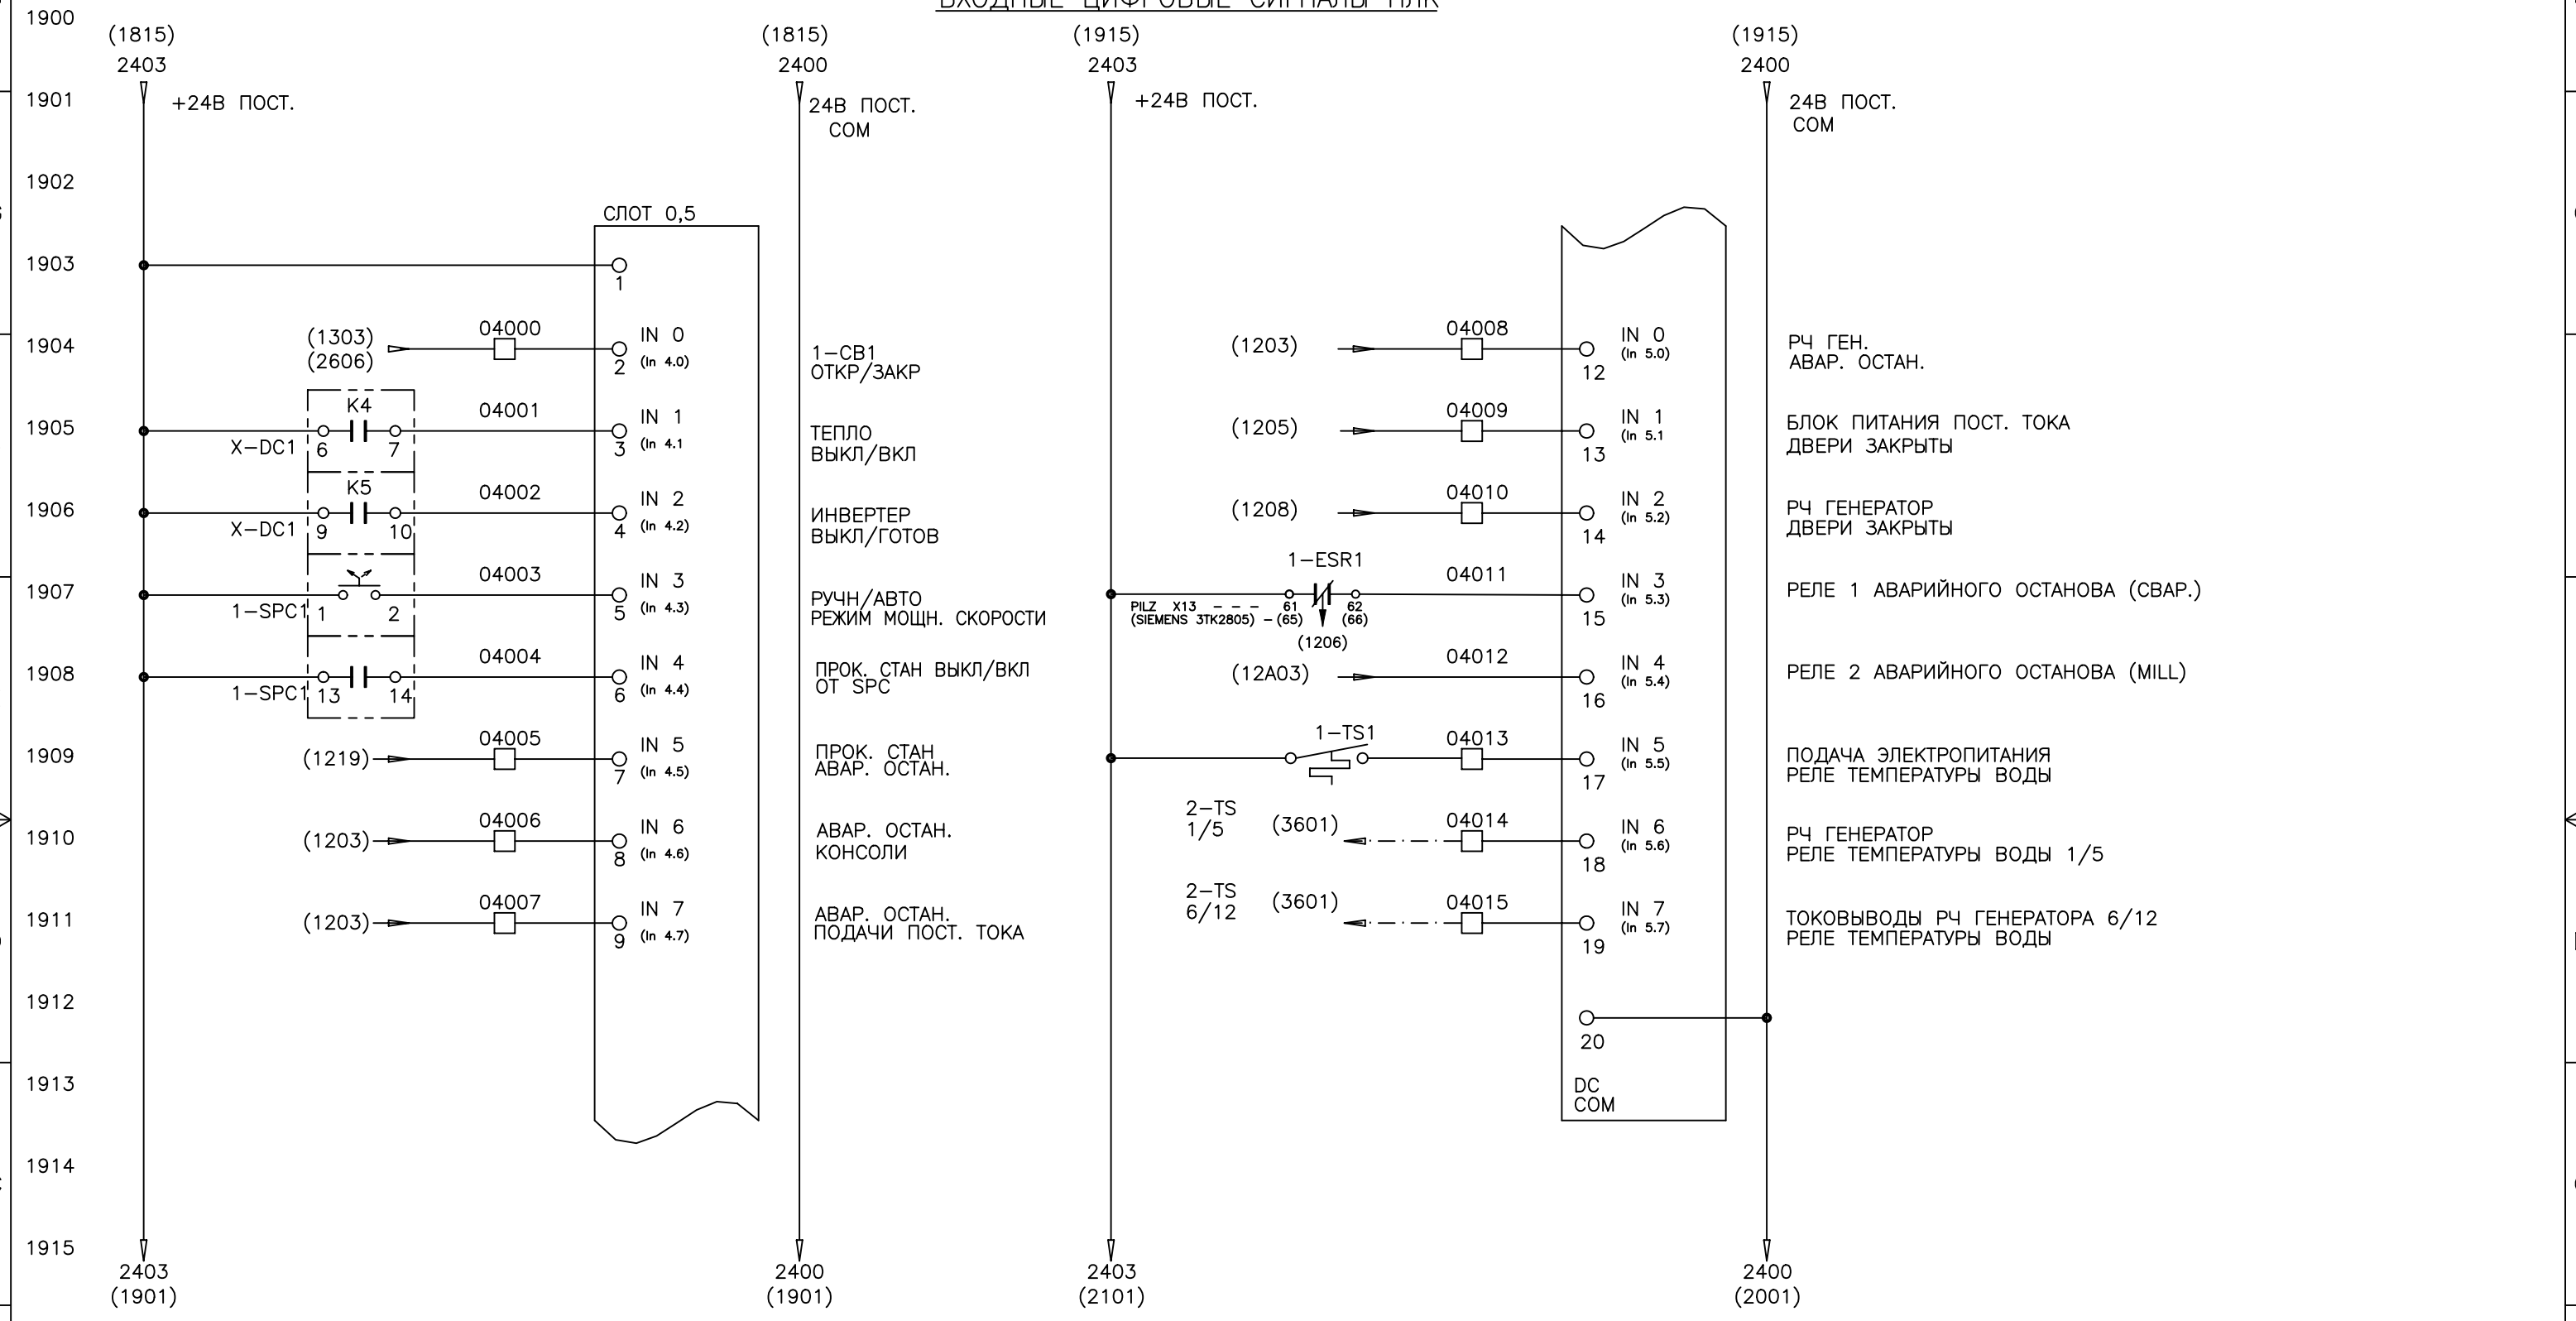 ВХОДНЫЕ ЦИФРОВЫЕ СИГНАЛЫ ПЛК
1900
(1815)
(1815)
(1915)
(1915)
2403
2400
2403
2400
1901
+24В ПОСТ.
24В ПОСТ.
COM
+24В ПОСТ.
24В ПОСТ.
COM
1902
СЛОТ 0,5
1903
1
1904
(1303)
(2606)
04000
2
IN 0
(In 4.0)
1-CB1
ОТКР/ЗАКР
(1203)
04008
12
IN 0
(In 5.0)
РЧ ГЕН.
АВАР. ОСТАН.
1905
X-DC1
K4
6
7
04001
3
IN 1
(In 4.1
ТЕПЛО
ВЫКЛ/ВКЛ
(1205)
04009
13
IN 1
(In 5.1
БЛОК ПИТАНИЯ ПОСТ. ТОКА
ДВЕРИ ЗАКРЫТЫ
1906
X-DC1
K5
9
10
04002
4
IN 2
(In 4.2)
ИНВЕРТЕР
ВЫКЛ/ГОТОВ
(1208)
04010
14
IN 2
(In 5.2)
РЧ ГЕНЕРАТОР
ДВЕРИ ЗАКРЫТЫ
1907
1-SPC1
1
2
04003
5
IN 3
(In 4.3)
РУЧН/АВТО
РЕЖИМ МОЩН. СКОРОСТИ
1-ESR1
PILZ X13 - - - 61
62
(SIEMENS 3TK2805) - (65)
(66)
(1206)
04011
15
IN 3
(In 5.3)
РЕЛЕ 1 АВАРИЙНОГО ОСТАНОВА (СВАР.)
1908
1-SPC1
13
14
04004
6
IN 4
(In 4.4)
ПРОК. СТАН ВЫКЛ/ВКЛ
ОТ SPC
(12A03)
04012
16
IN 4
(In 5.4)
РЕЛЕ 2 АВАРИЙНОГО ОСТАНОВА (MILL)
1909
(1219)
04005
7
IN 5
(In 4.5)
ПРОК. СТАН
АВАР. ОСТАН.
1-TS1
04013
17
IN 5
(In 5.5)
ПОДАЧА ЭЛЕКТРОПИТАНИЯ
РЕЛЕ ТЕМПЕРАТУРЫ ВОДЫ
1910
(1203)
04006
8
IN 6
(In 4.6)
АВАР. ОСТАН.
КОНСОЛИ
2-TS
1/5
(3601)
04014
18
IN 6
(In 5.6)
РЧ ГЕНЕРАТОР
РЕЛЕ ТЕМПЕРАТУРЫ ВОДЫ 1/5
1911
(1203)
04007
9
IN 7
(In 4.7)
АВАР. ОСТАН.
ПОДАЧИ ПОСТ. ТОКА
2-TS
6/12
(3601)
04015
19
IN 7
(In 5.7)
ТОКОВЫВОДЫ РЧ ГЕНЕРАТОРА 6/12
РЕЛЕ ТЕМПЕРАТУРЫ ВОДЫ
1912
20
1913
DC
COM
1914
1915
2403
(1901)
2400
(1901)
2403
(2101)
2400
(2001)